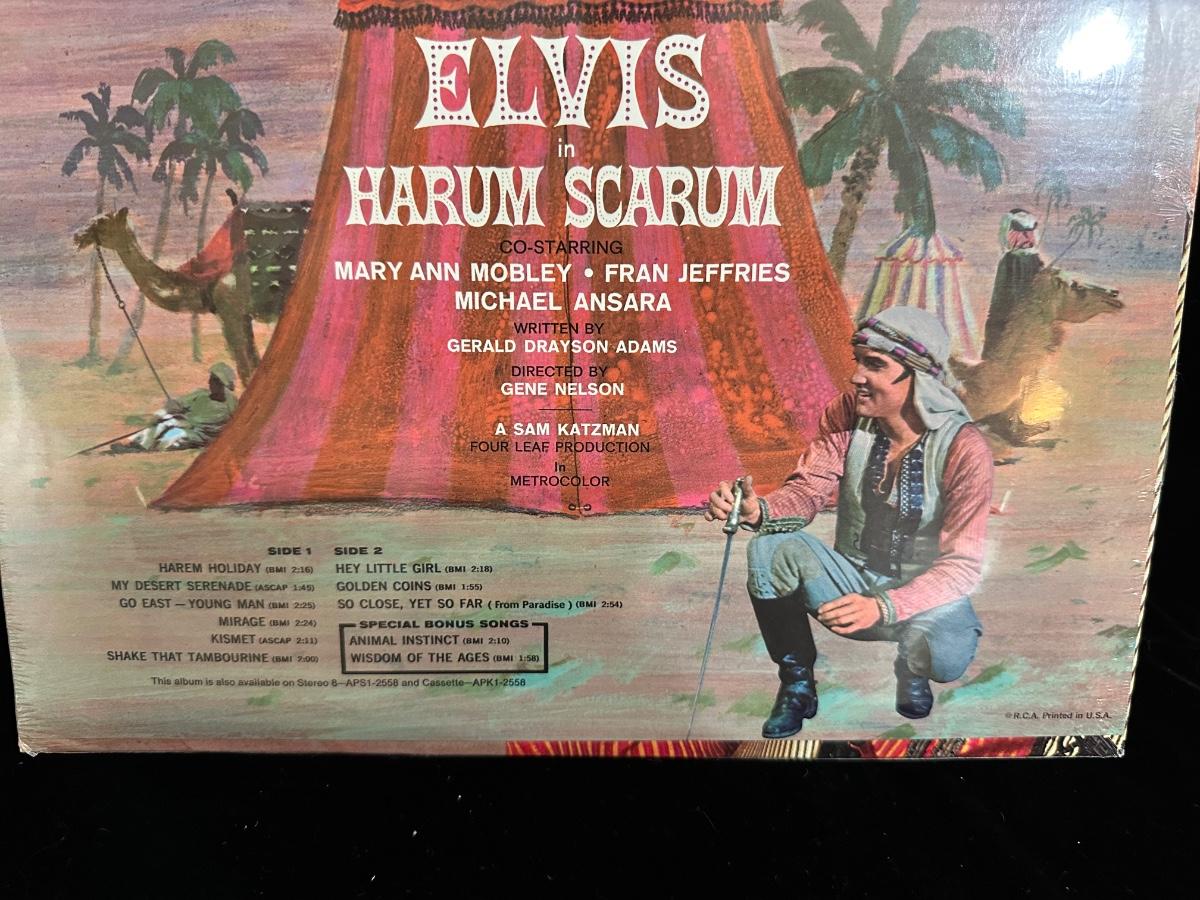 ELVIS
in
HARUM SCARUM
CO-STARRING
MARY ANN MOBLEY • FRAN JEFFRIES
MICHAEL ANSARA
WRITTEN BY
GERALD DRAYSON ADAMS
DIRECTED BY
GENE NELSON
A SAM KATZMAN
FOUR LEAF PRODUCTION
In
METROCOLOR
SIDE 1
HAREM HOLIDAY (BMI 2:16)
MY DESERT SERENADE (ASCAP 1:45)
GO EAST — YOUNG MAN (BMI 2:25)
MIRAGE (BMI 2:24)
KISMET (ASCAP 2:11)
SHAKE THAT TAMBOURINE (BMI 2:00)
SIDE 2
HEY LITTLE GIRL (BMI 2:18)
GOLDEN COINS (BMI 1:55)
SO CLOSE, YET SO FAR (From Paradise) (BMI 2:54)
SPECIAL BONUS SONGS
ANIMAL INSTINCT (BMI 2:10)
WISDOM OF THE AGES (BMI 1:58)
This album is also available on Stereo 8—APS1-2558 and Cassette—APK1-2558
® R.C.A. Printed in U.S.A.